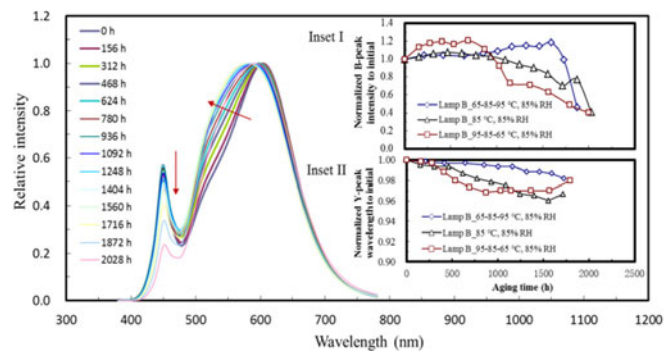 0 h
156 h
312 h
468 h
624 h
780 h
936 h
1092 h
1248 h
1404 h
1560 h
1716 h
1872 h
2028 h
Relative intensity
1.2
1.0
0.8
0.6
0.4
0.2
0.0
300 400 500 600 700 800 900 1000 1100 1200
Wavelength (nm)
Inset I
Normalized B-peak
intensity to initial
1.4
1.2
1.0
0.8
0.6
0.4
0.2
0.0
Lamp B_65-85-95 °C, 85% RH
Lamp B_85 °C, 85% RH
Lamp B_95-85-65 °C, 85% RH
Inset II
Normalized Y-peak
wavelength to initial
1.00
0.98
0.96
0.94
0.92
0.90
Lamp B_65-85-95 °C, 85% RH
Lamp B_85 °C, 85% RH
Lamp B_95-85-65 °C, 85% RH
0 500 1000 1500 2000 2500
Aging time (h)